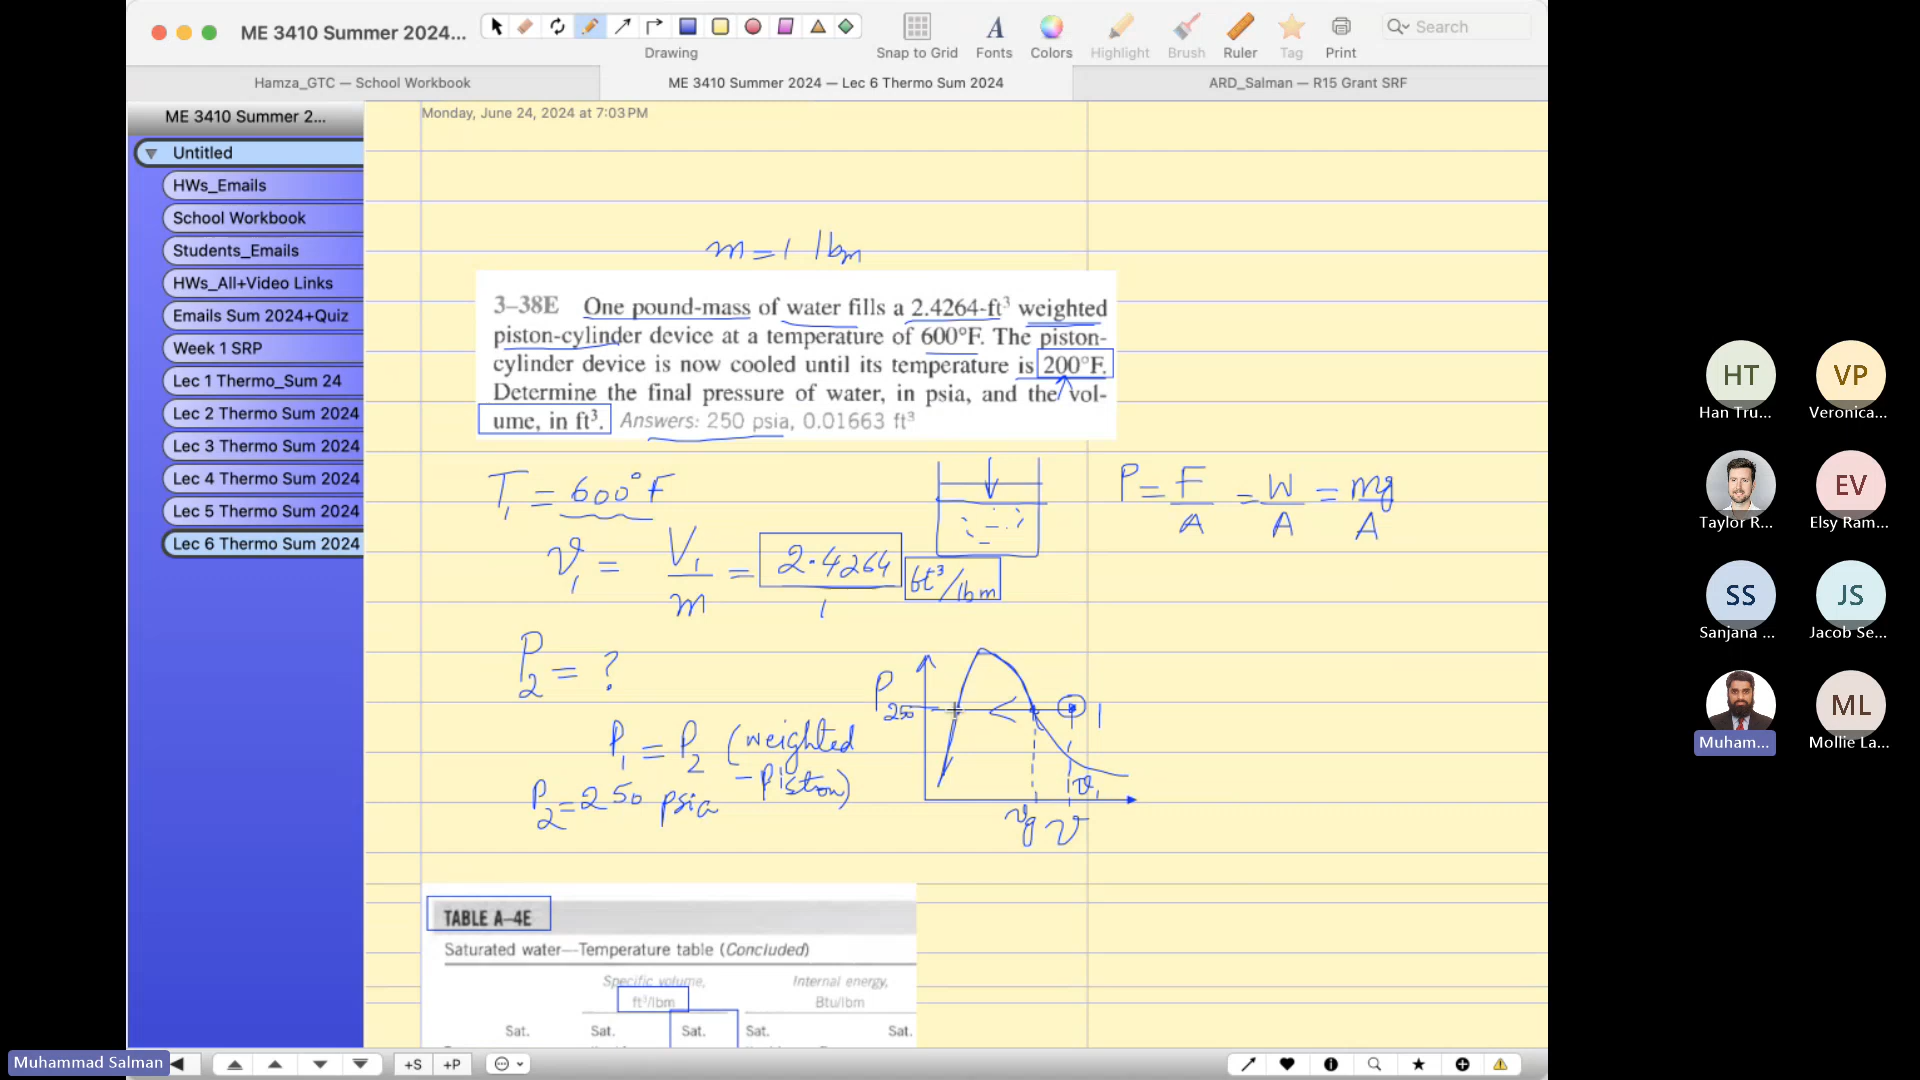 ME 3410 Summer 2024...
Drawing
Snap to Grid
Fonts
Colors
Highlight
Brush
Ruler
Tag
Print
Search
Hamza_GTC — School Workbook
ME 3410 Summer 2024 — Lec 6 Thermo Sum 2024
ARD_Salman — R15 Grant SRF
ME 3410 Summer 2...
Untitled
HWs_Emails
School Workbook
Students_Emails
HWs_All+Video Links
Emails Sum 2024+Quiz
Week 1 SRP
Lec 1 Thermo_Sum 24
Lec 2 Thermo Sum 2024
Lec 3 Thermo Sum 2024
Lec 4 Thermo Sum 2024
Lec 5 Thermo Sum 2024
Lec 6 Thermo Sum 2024
Monday, June 24, 2024 at 7:03 PM
m = 1 lbm
3–38E One pound-mass of water fills a 2.4264-ft³ weighted
piston-cylinder device at a temperature of 600°F. The piston-
cylinder device is now cooled until its temperature is 200°F.
Determine the final pressure of water, in psia, and the vol-
ume, in ft³. Answers: 250 psia, 0.01663 ft³
T₁ = 600°F
P = F/A = W/A = mg/A
v₁ = V₁/m = 2.4264/1 ft³/lbm
P₂ = ?
P₁ = P₂ (weighted
-Piston)
P₂ = 250 psia
P
250
1
v₁
vg
v
TABLE A–4E
Saturated water—Temperature table (Concluded)
Specific volume,
ft³/lbm
Internal energy,
Btu/lbm
Sat. Sat. Sat. Sat. Sat.
+S
+P
HT
Han Tru...
VP
Veronica...
Taylor R...
EV
Elsy Ram...
SS
Sanjana ...
JS
Jacob Se...
Muham...
ML
Mollie La...
Muhammad Salman